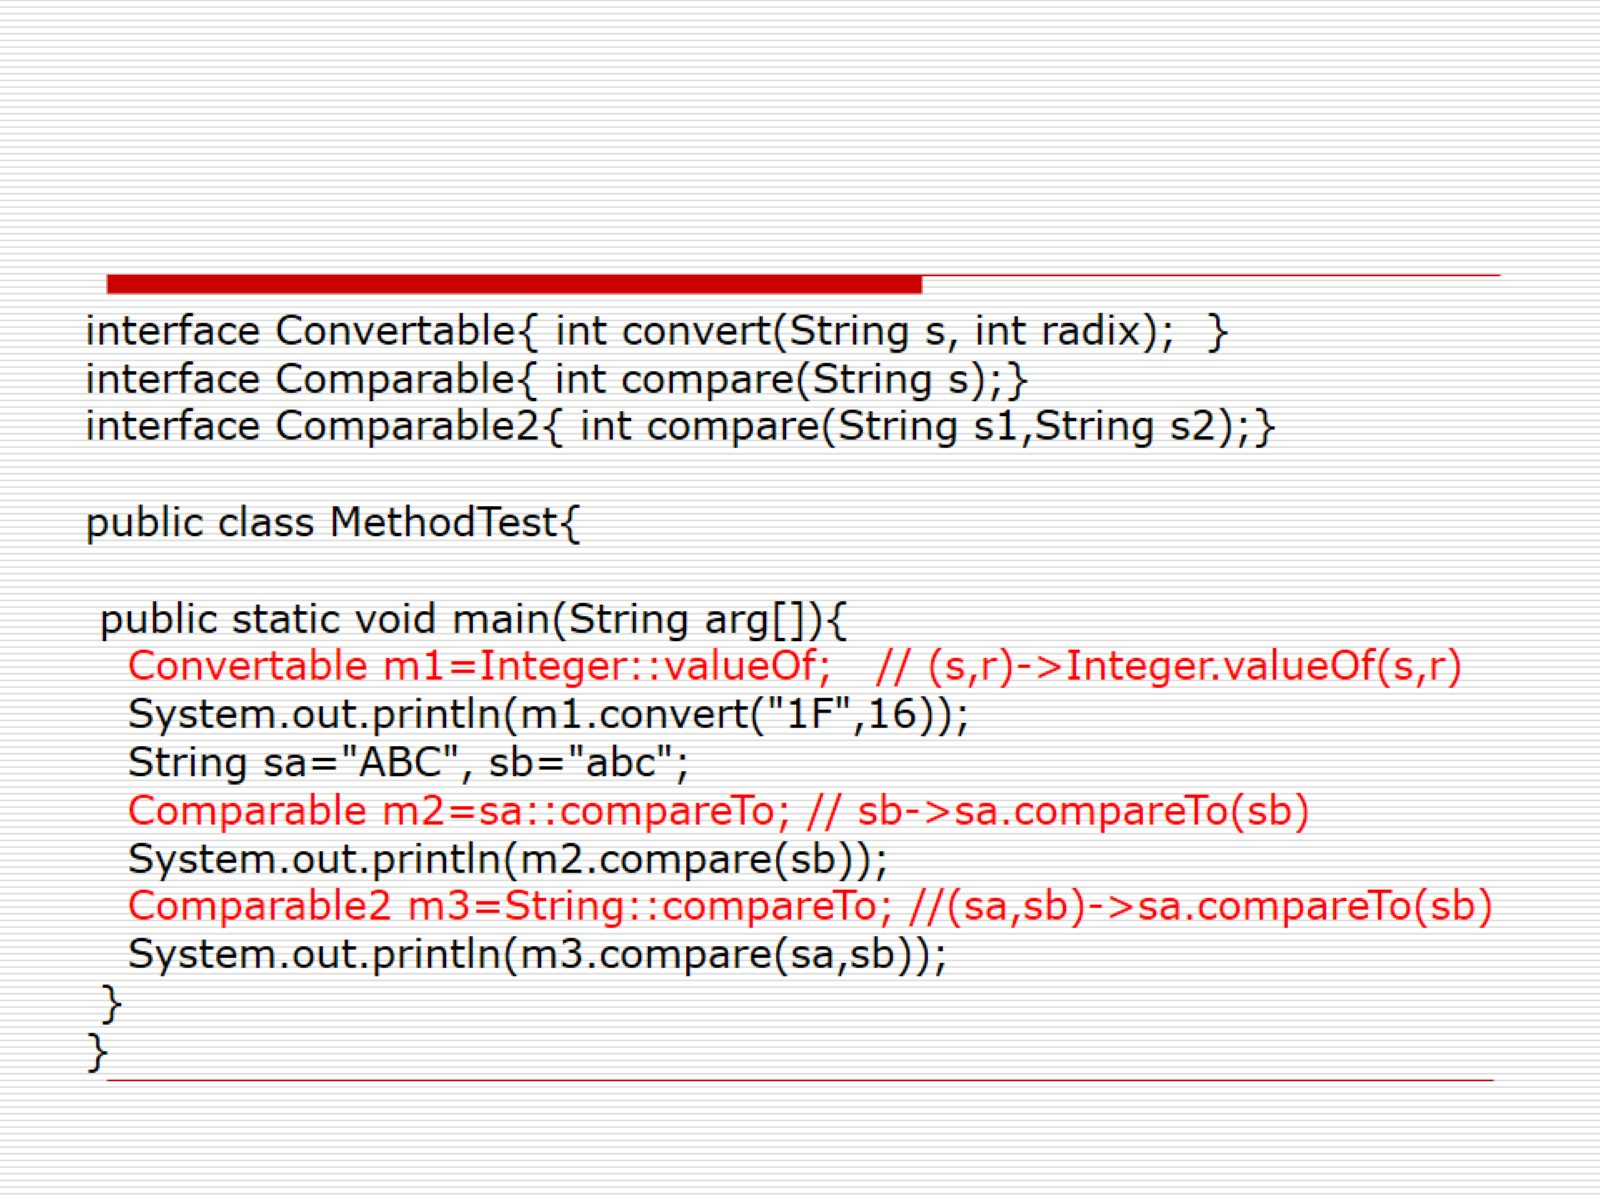 interface Convertable{ int convert(String s, int radix);  }
interface Comparable{ int compare(String s);}
interface Comparable2{ int compare(String s1,String s2);}
public class MethodTest{
public static void main(String arg[]){
Convertable m1=Integer::valueOf;   // (s,r)->Integer.valueOf(s,r)
System.out.println(m1.convert("1F",16));
String sa="ABC", sb="abc";
Comparable m2=sa::compareTo; // sb->sa.compareTo(sb)
System.out.println(m2.compare(sb));
Comparable2 m3=String::compareTo; //(sa,sb)->sa.compareTo(sb)
System.out.println(m3.compare(sa,sb));
}
}